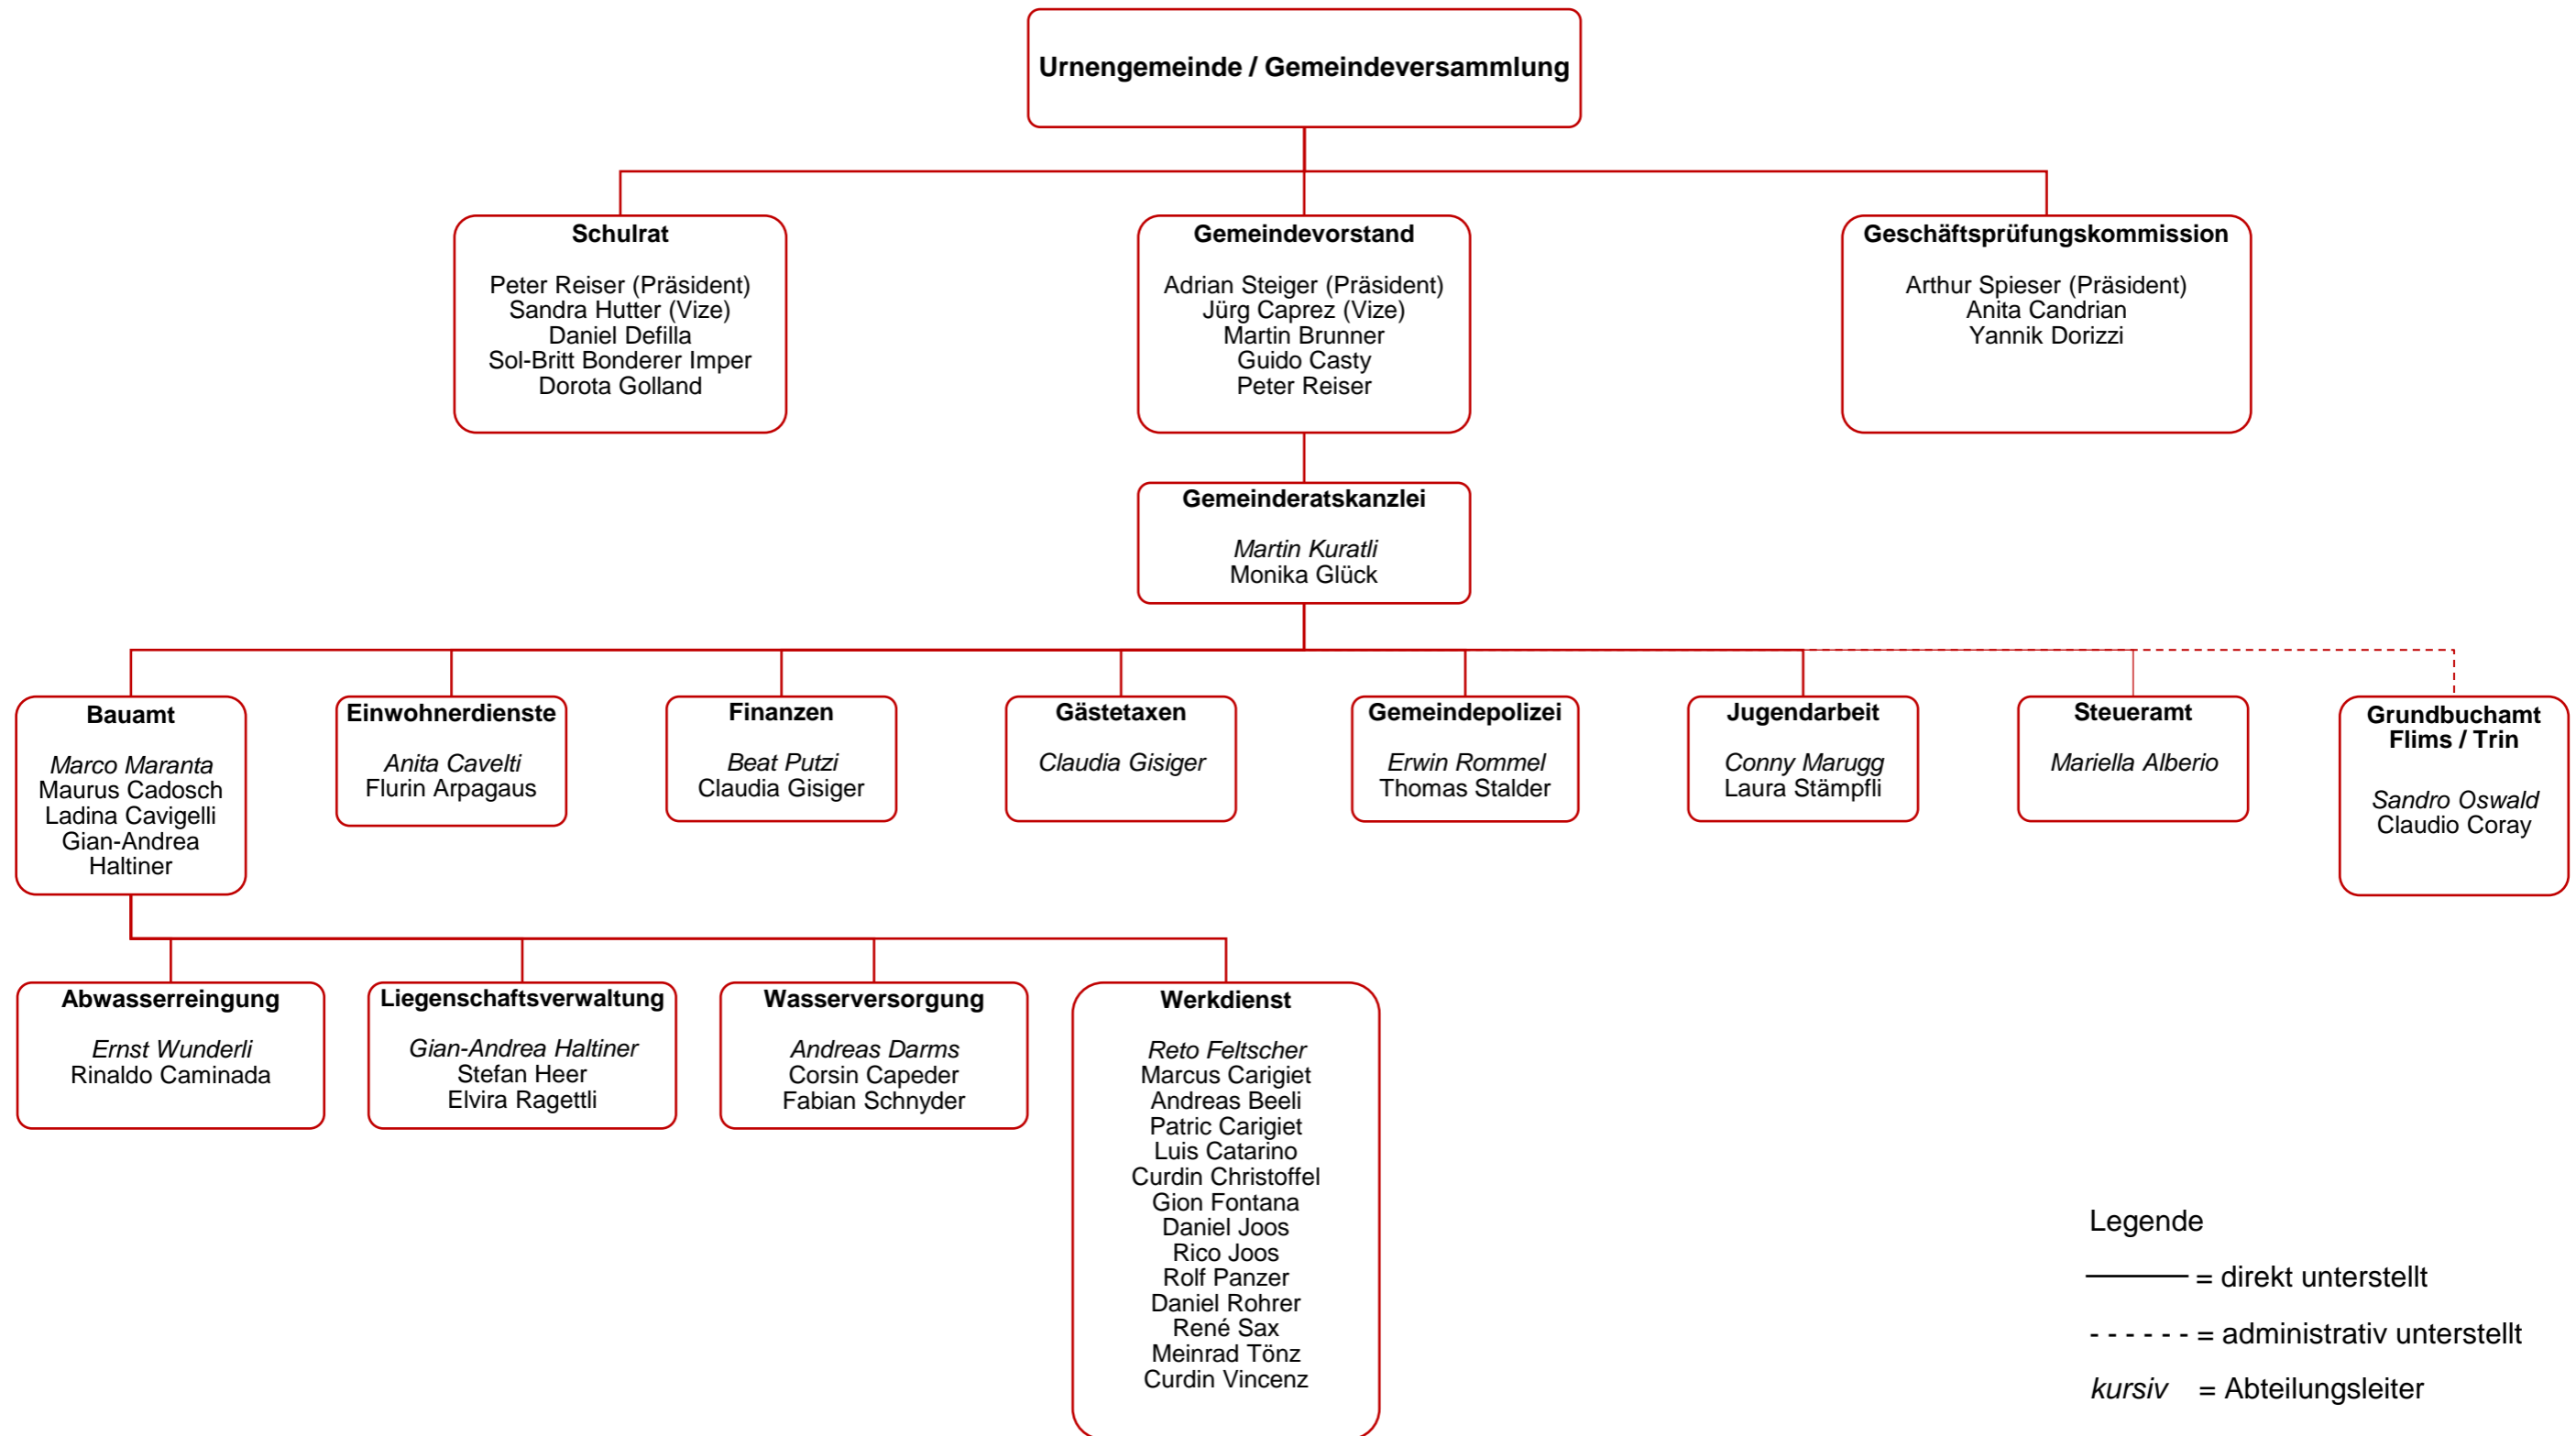 Urnengemeinde / Gemeindeversammlung
Schulrat
Peter Reiser (Präsident)
Sandra Hutter (Vize)
Daniel Defilla
Sol-Britt Bonderer Imper
Dorota Golland
Gemeindevorstand
Adrian Steiger (Präsident)
Jürg Caprez (Vize)
Martin Brunner
Guido Casty
Peter Reiser
Geschäftsprüfungskommission
Arthur Spieser (Präsident)
Anita Candrian
Yannik Dorizzi
Gemeinderatskanzlei
Martin Kuratli
Monika Glück
Bauamt
Marco Maranta
Maurus Cadosch
Ladina Cavigelli
Gian-Andrea
Haltiner
Einwohnerdienste
Anita Cavelti
Flurin Arpagaus
Finanzen
Beat Putzi
Claudia Gisiger
Gästetaxen
Claudia Gisiger
Gemeindepolizei
Erwin Rommel
Thomas Stalder
Jugendarbeit
Conny Marugg
Laura Stämpfli
Steueramt
Mariella Alberio
Grundbuchamt
Flims / Trin
Sandro Oswald
Claudio Coray
Abwasserreingung
Ernst Wunderli
Rinaldo Caminada
Liegenschaftsverwaltung
Gian-Andrea Haltiner
Stefan Heer
Elvira Ragettli
Wasserversorgung
Andreas Darms
Corsin Capeder
Fabian Schnyder
Werkdienst
Reto Feltscher
Marcus Carigiet
Andreas Beeli
Patric Carigiet
Luis Catarino
Curdin Christoffel
Gion Fontana
Daniel Joos
Rico Joos
Rolf Panzer
Daniel Rohrer
René Sax
Meinrad Tönz
Curdin Vincenz
Legende
= direkt unterstellt
- - - - - - = administrativ unterstellt
kursiv = Abteilungsleiter